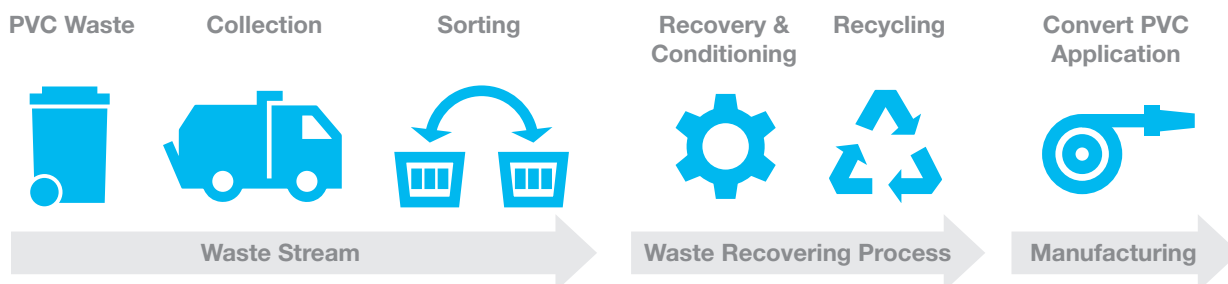 PVC Waste
Collection
Sorting
Recovery &
Conditioning
Recycling
Convert PVC
Application
Waste Stream
Waste Recovering Process
Manufacturing